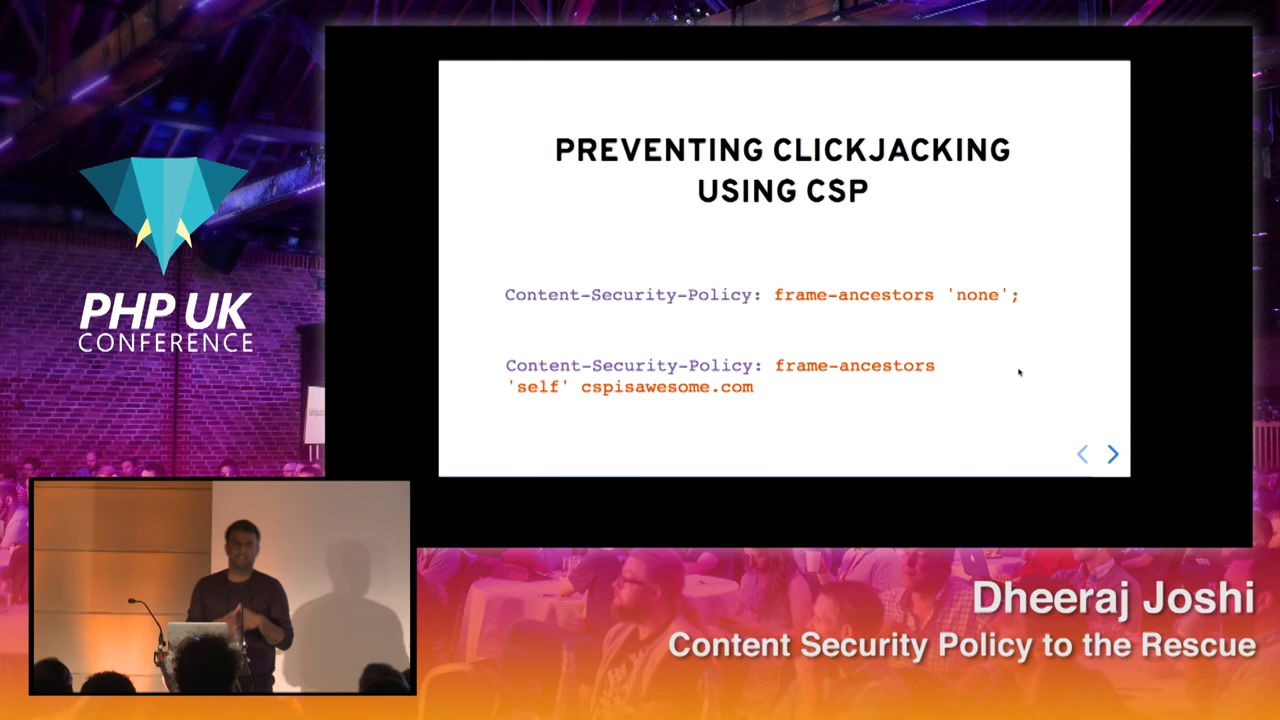 PREVENTING CLICKJACKING
USING CSP
Content-Security-Policy: frame-ancestors 'none';
Content-Security-Policy: frame-ancestors
'self' cspisawesome.com
PHP UK
CONFERENCE
Dheeraj Joshi
Content Security Policy to the Rescue